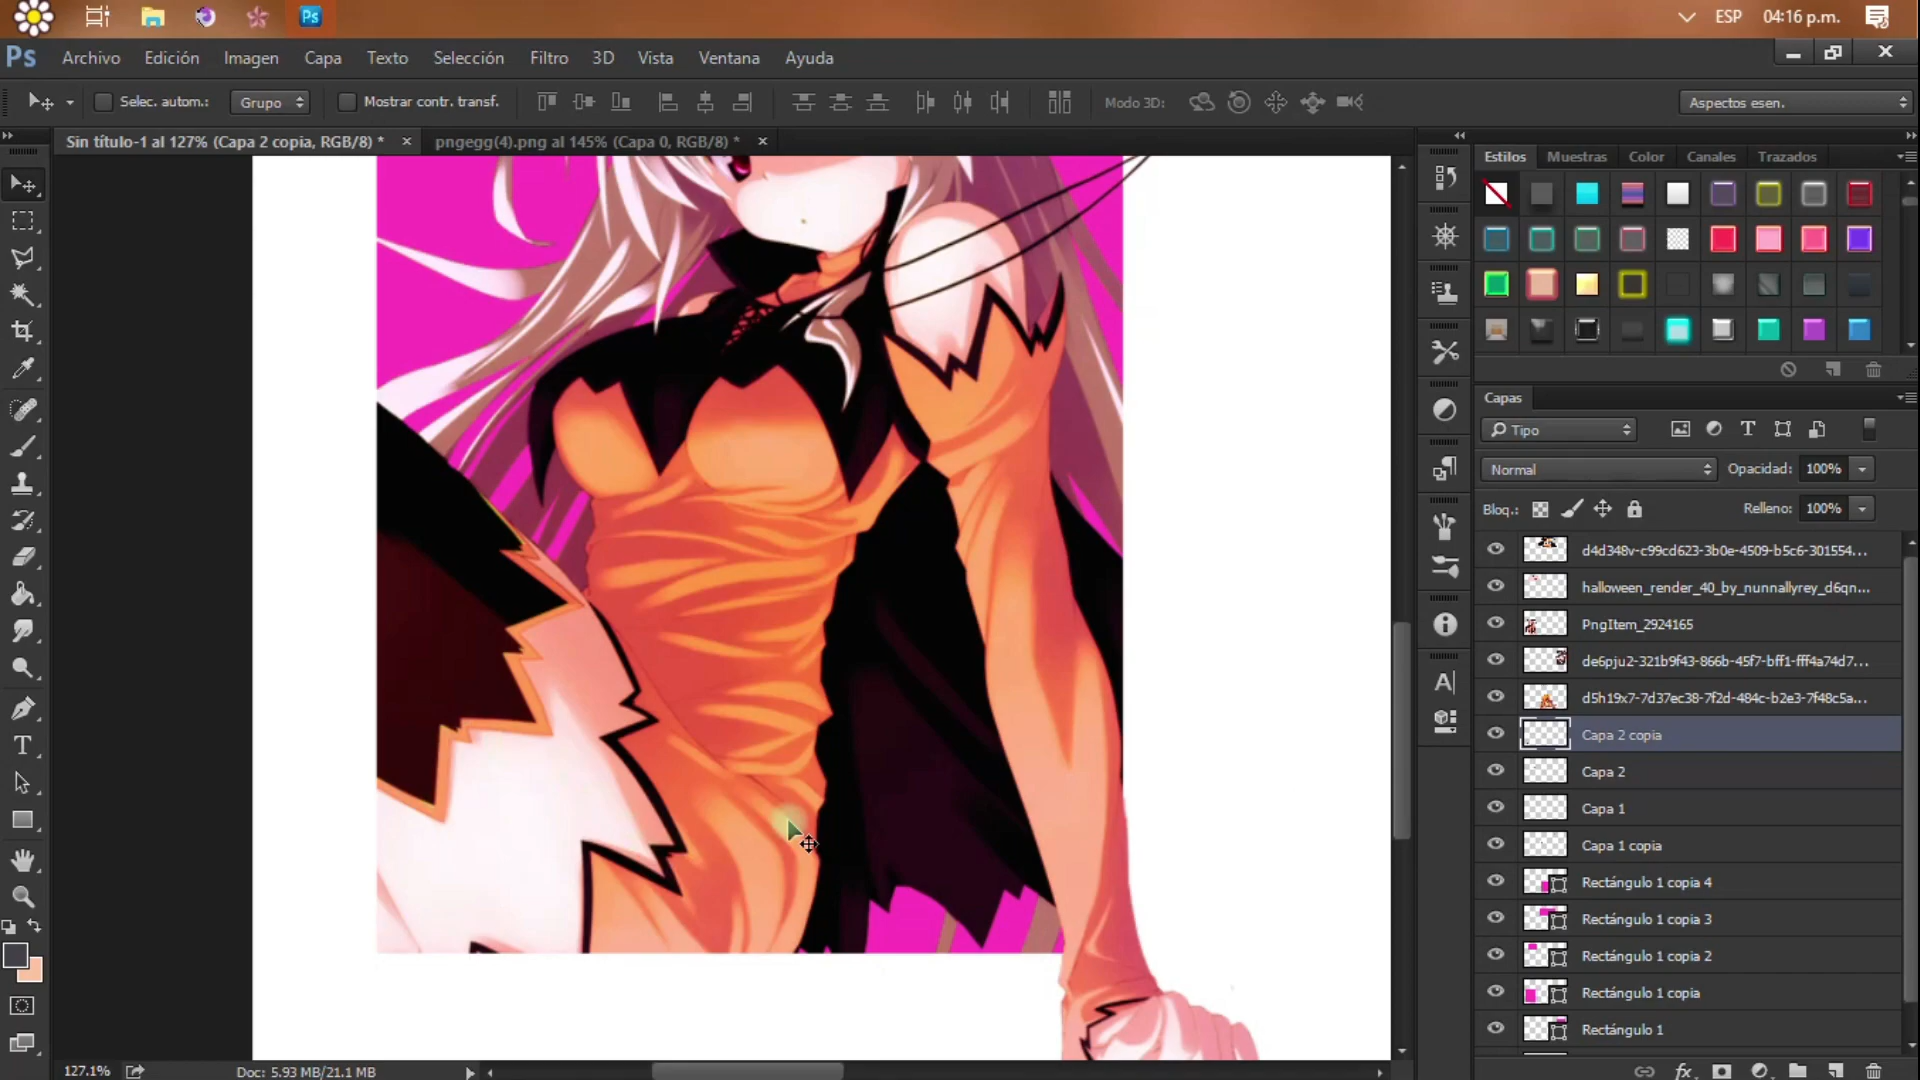 Ps
ESP 04:16 p.m.
Ps Archivo Edición Imagen Capa Texto Selección Filtro 3D Vista Ventana Ayuda
Selec. autom.: Grupo Mostrar contr. transf. Modo 3D: Aspectos esen.
Sin título-1 al 127% (Capa 2 copia, RGB/8) * × pngegg(4).png al 145% (Capa 0, RGB/8) * ×
Estilos Muestras Color Canales Trazados
Capas
Tipo
Normal Opacidad: 100%
Bloq.: Relleno: 100%
d4d348v-c99cd623-3b0e-4509-b5c6-301554...
halloween_render_40_by_nunnallyrey_d6qn...
PngItem_2924165
de6pju2-321b9f43-866b-45f7-bff1-fff4a74d7...
d5h19x7-7d37ec38-7f2d-484c-b2e3-7f48c5a...
Capa 2 copia
Capa 2
Capa 1
Capa 1 copia
Rectángulo 1 copia 4
Rectángulo 1 copia 3
Rectángulo 1 copia 2
Rectángulo 1 copia
Rectángulo 1
127.1% Doc: 5.93 MB/21.1 MB
fx